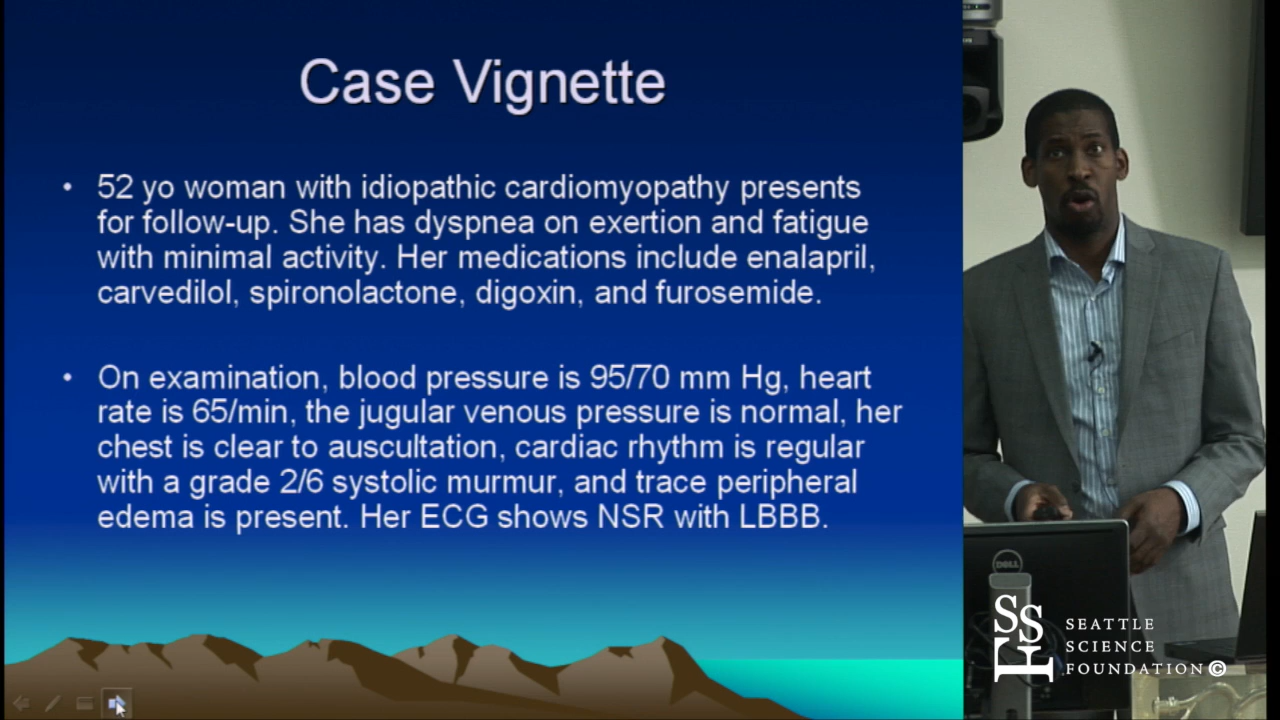 Case Vignette
• 52 yo woman with idiopathic cardiomyopathy presents
for follow-up. She has dyspnea on exertion and fatigue
with minimal activity. Her medications include enalapril,
carvedilol, spironolactone, digoxin, and furosemide.
• On examination, blood pressure is 95/70 mm Hg, heart
rate is 65/min, the jugular venous pressure is normal, her
chest is clear to auscultation, cardiac rhythm is regular
with a grade 2/6 systolic murmur, and trace peripheral
edema is present. Her ECG shows NSR with LBBB.
DELL
SSF
SEATTLE
SCIENCE
FOUNDATION©